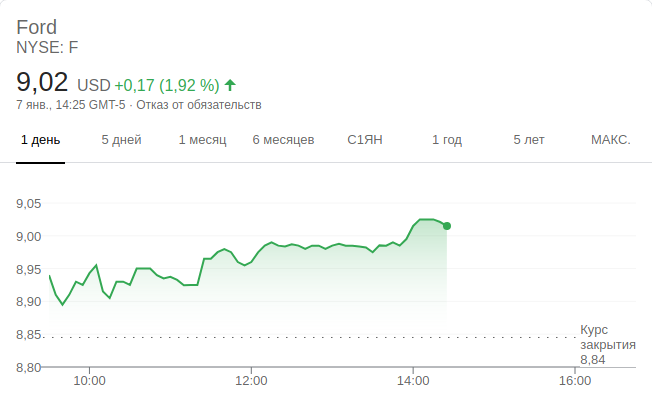 Ford
NYSE: F
9,02 USD +0,17 (1,92 %)
7 янв., 14:25 GMT-5 · Отказ от обязательств
1 день 5 дней 1 месяц 6 месяцев С1ЯН 1 год 5 лет МАКС.
9,05
9,00
8,95
8,90
8,85
8,80
Курс
закрытия
8,84
10:00 12:00 14:00 16:00